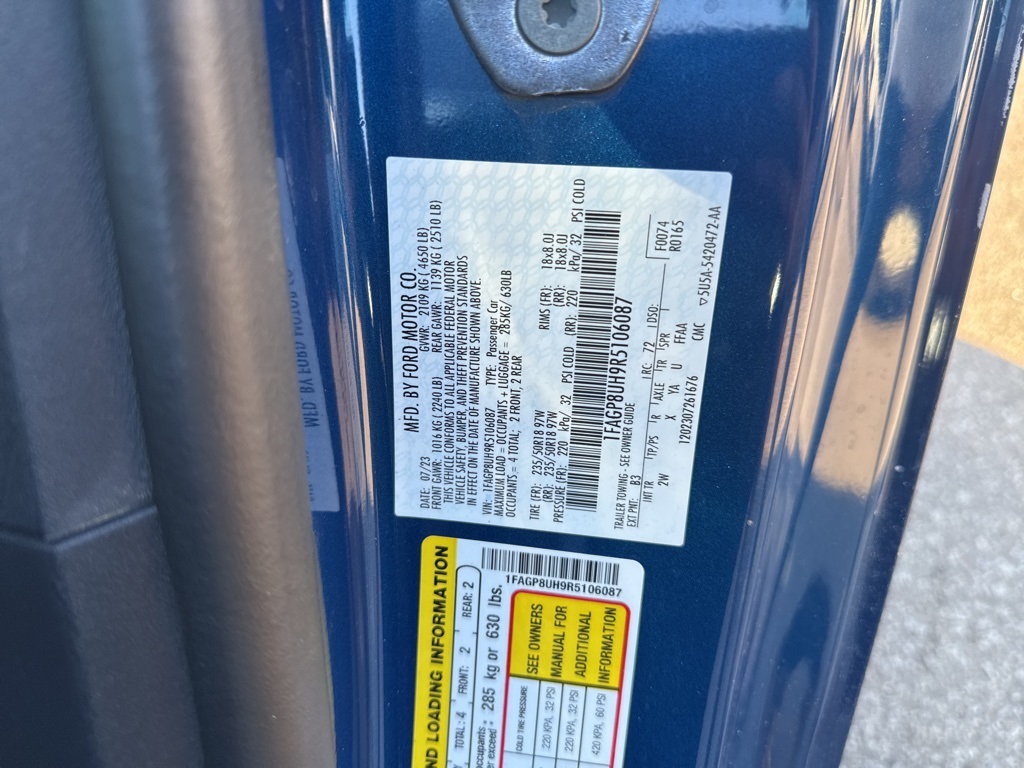 MFD. BY FORD MOTOR CO.
DATE: 07/23 GVWR: 2109 KG ( 4650 LB)
FRONT GAWR: 1016 KG ( 2240 LB) REAR GAWR: 1139 KG ( 2510 LB)
THIS VEHICLE CONFORMS TO ALL APPLICABLE FEDERAL MOTOR
VEHICLE SAFETY, BUMPER, AND THEFT PREVENTION STANDARDS
IN EFFECT ON THE DATE OF MANUFACTURE SHOWN ABOVE.
VIN: 1FAGP8UH9R5106087 TYPE: Passenger Car
MAXIMUM LOAD = OCCUPANTS + LUGGAGE = 285KG/ 630LB
OCCUPANTS = 4 TOTAL: 2 FRONT, 2 REAR
TIRE (FR): 235/50R18 97W RIMS (FR): 18x8.0J
(RR): 235/50R18 97W (RR): 18x8.0J
PRESSURE (FR): 220 kPa/ 32 PSI COLD (RR): 220 kPa/ 32 PSI COLD
1FAGP8UH9R5106087
TRAILER TOWING - SEE OWNER GUIDE
EXT PNT: B3 RC: 72 DSO: F0074
INT TR TP/PS R AXLE TR SPR R0165
2W X YA U FFAA
1202307261676 CMC 5U5A-5420472-AA
ND LOADING INFORMATION
TOTAL: 4 FRONT: 2 REAR: 2
occupants
exceed: 285 kg or 630 lbs.
1FAGP8UH9R5106087
COLD TIRE PRESSURE
220 KPA, 32 PSI
220 KPA, 32 PSI
420 KPA, 60 PSI
SEE OWNERS
MANUAL FOR
ADDITIONAL
INFORMATION